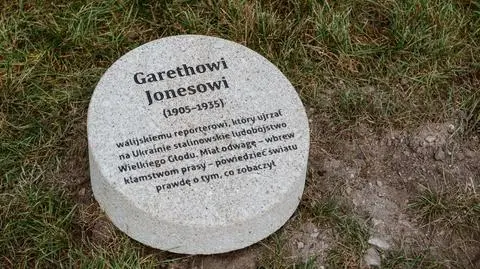 Garethowi
Jonesowi
(1905–1935)
walijskiemu reporterowi, który ujrzał
na Ukrainie stalinowskie ludobójstwo
Wielkiego Głodu. Miał odwagę – wbrew
kłamstwom prasy – powiedzieć światu
prawdę o tym, co zobaczył